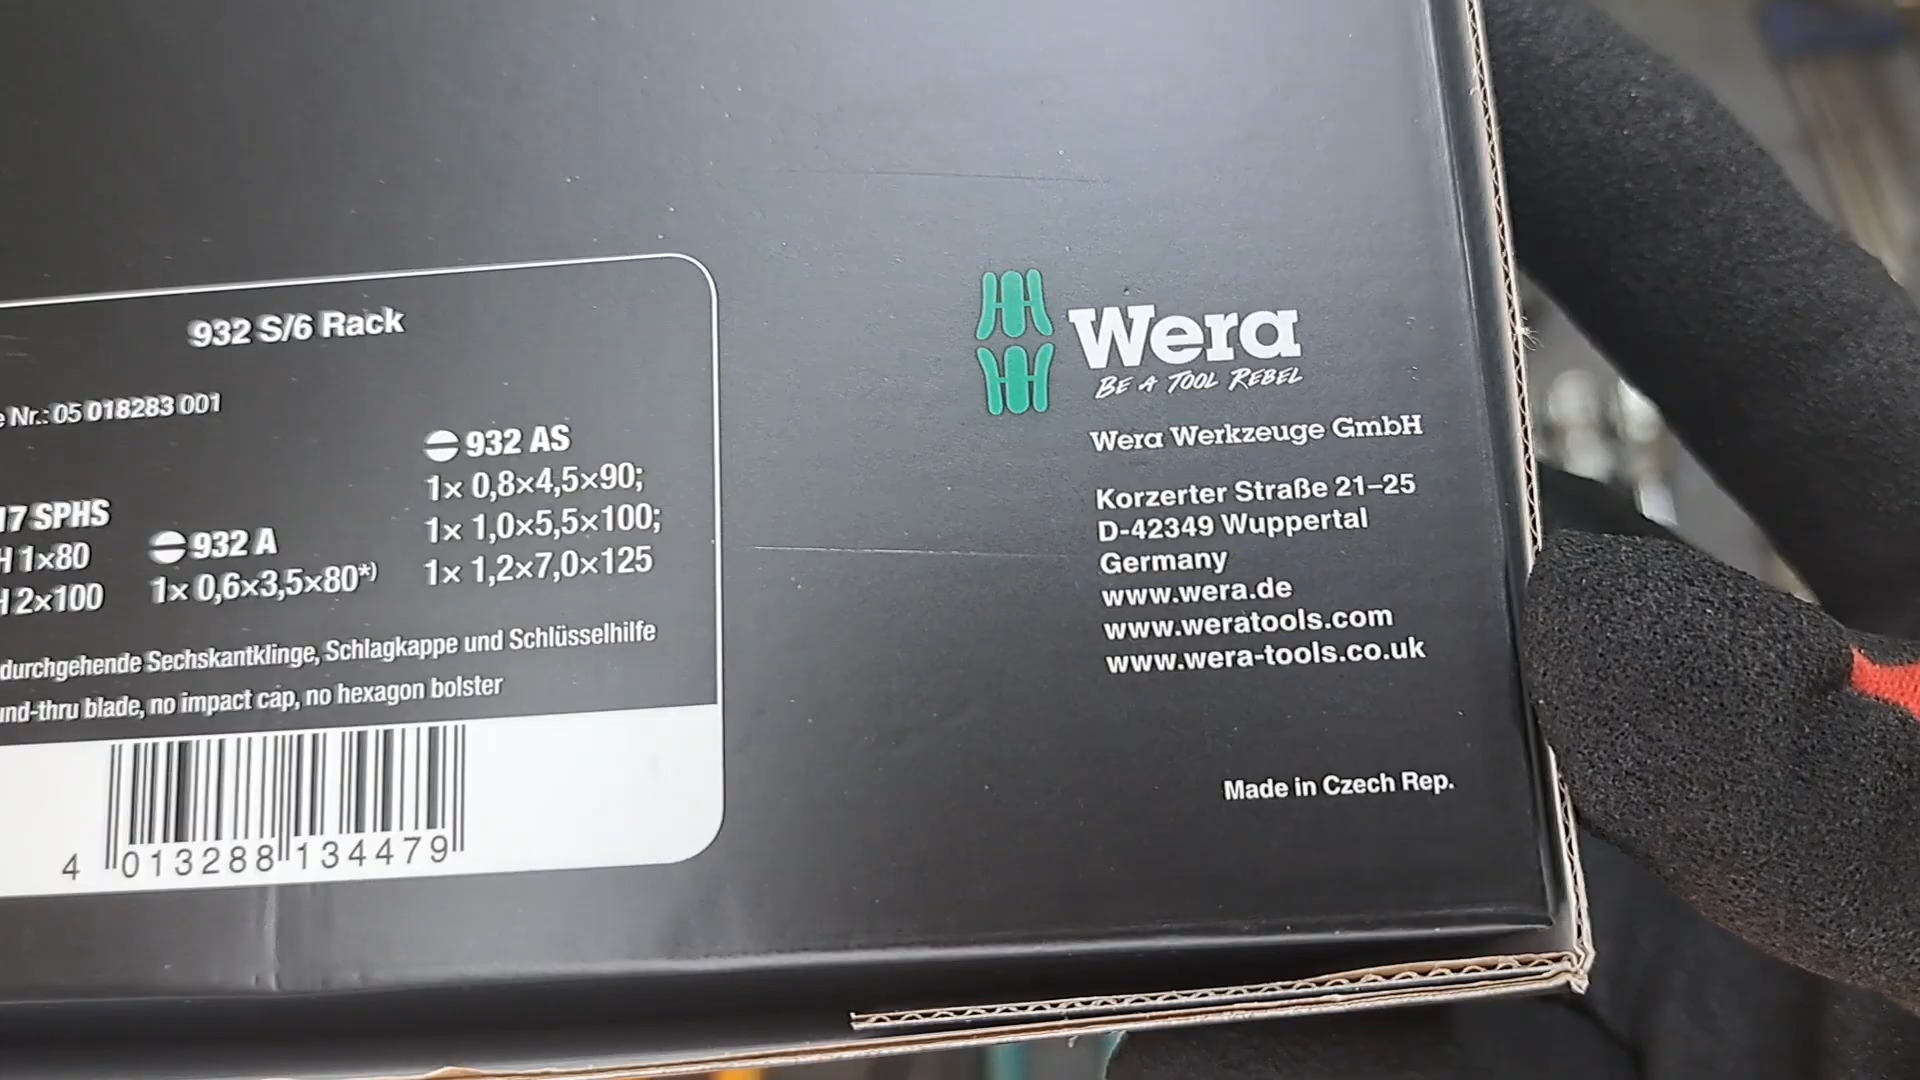 932 S/6 Rack
Nr.: 05 018283 001
17 SPHS
1×80
2×100
932 A
1× 0,6×3,5×80*)
932 AS
1× 0,8×4,5×90;
1× 1,0×5,5×100;
1× 1,2×7,0×125
durchgehende Sechskantklinge, Schlagkappe und Schlüsselhilfe
und-thru blade, no impact cap, no hexagon bolster
4 013288 134479
Wera
BE A TOOL REBEL
Wera Werkzeuge GmbH
Korzerter Straße 21–25
D-42349 Wuppertal
Germany
www.wera.de
www.weratools.com
www.wera-tools.co.uk
Made in Czech Rep.